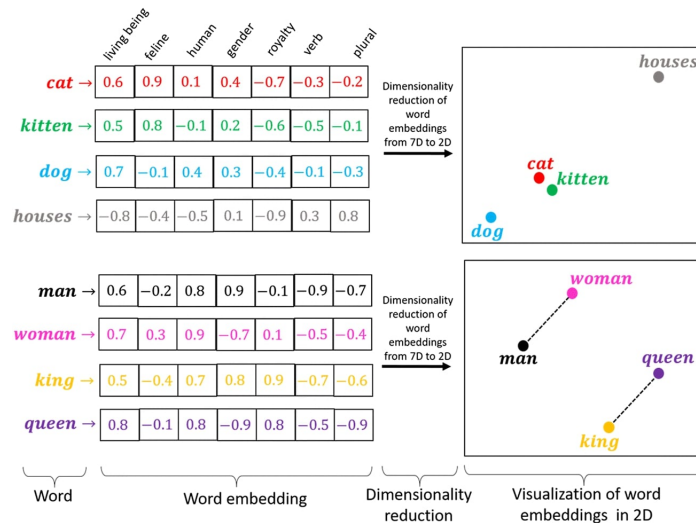 living being feline human gender royalty verb plural
cat → 0.6 0.9 0.1 0.4 −0.7 −0.3 −0.2
kitten → 0.5 0.8 −0.1 0.2 −0.6 −0.5 −0.1
dog → 0.7 −0.1 0.4 0.3 −0.4 −0.1 −0.3
houses → −0.8 −0.4 −0.5 0.1 −0.9 0.3 0.8
Dimensionality
reduction of
word
embeddings
from 7D to 2D
houses
cat
kitten
dog
man → 0.6 −0.2 0.8 0.9 −0.1 −0.9 −0.7
woman → 0.7 0.3 0.9 −0.7 0.1 −0.5 −0.4
king → 0.5 −0.4 0.7 0.8 0.9 −0.7 −0.6
queen → 0.8 −0.1 0.8 −0.9 0.8 −0.5 −0.9
Dimensionality
reduction of
word
embeddings
from 7D to 2D
woman
man
queen
king
Word
Word embedding
Dimensionality
reduction
Visualization of word
embeddings in 2D